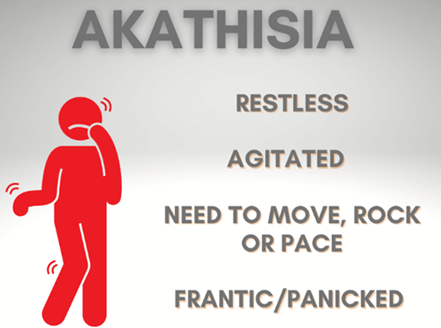 AKATHISIA
RESTLESS
AGITATED
NEED TO MOVE, ROCK
OR PACE
FRANTIC/PANICKED